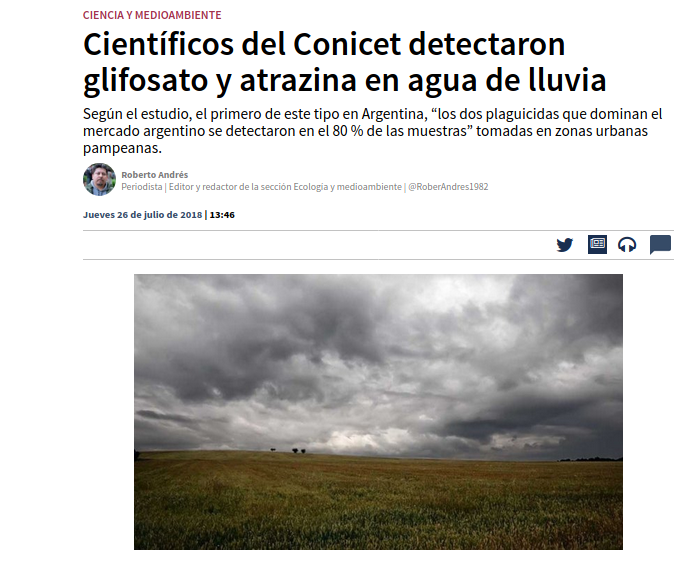 CIENCIA Y MEDIOAMBIENTE
Científicos del Conicet detectaron
glifosato y atrazina en agua de lluvia
Según el estudio, el primero de este tipo en Argentina, “los dos plaguicidas que dominan el
mercado argentino se detectaron en el 80 % de las muestras” tomadas en zonas urbanas
pampeanas.
Roberto Andrés
Periodista | Editor y redactor de la sección Ecología y medioambiente | @RoberAndres1982
Jueves 26 de julio de 2018 | 13:46